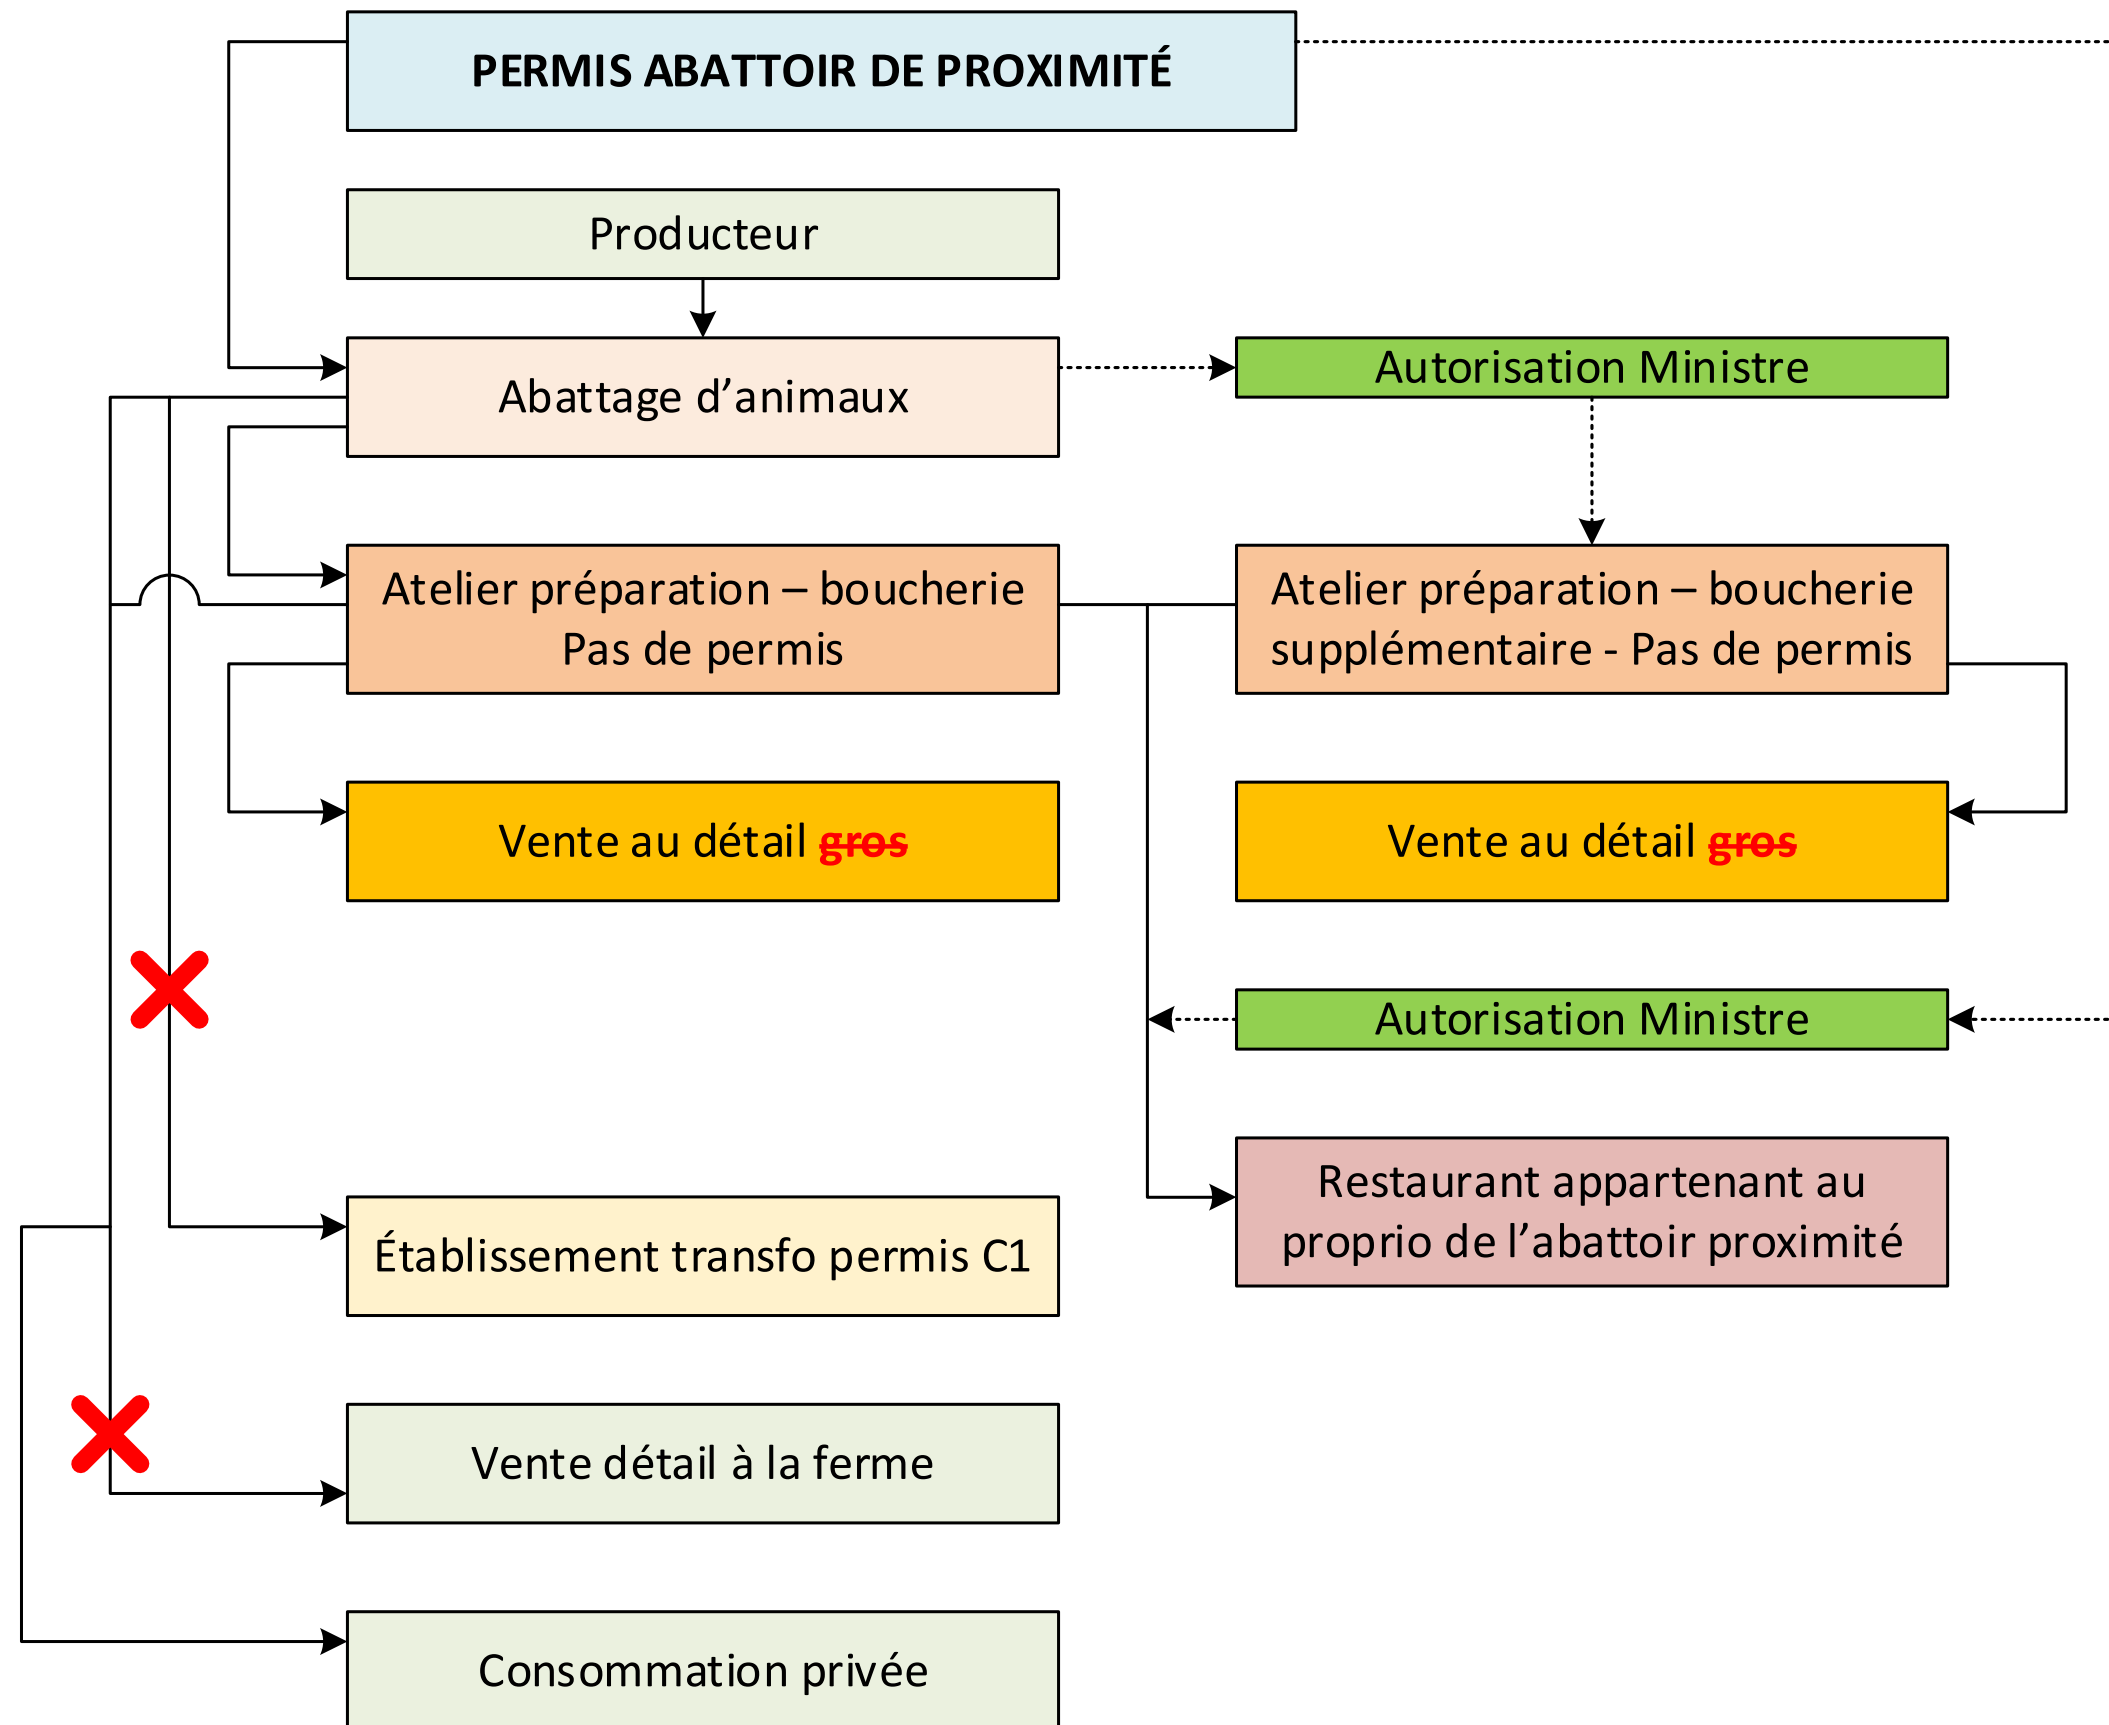 PERMIS ABATTOIR DE PROXIMITÉ
Producteur
Abattage d’animaux
Autorisation Ministre
Atelier préparation – boucherie
Pas de permis
Atelier préparation – boucherie
supplémentaire - Pas de permis
Vente au détail gros
Vente au détail gros
Autorisation Ministre
Restaurant appartenant au
proprio de l’abattoir proximité
Établissement transfo permis C1
Vente détail à la ferme
Consommation privée